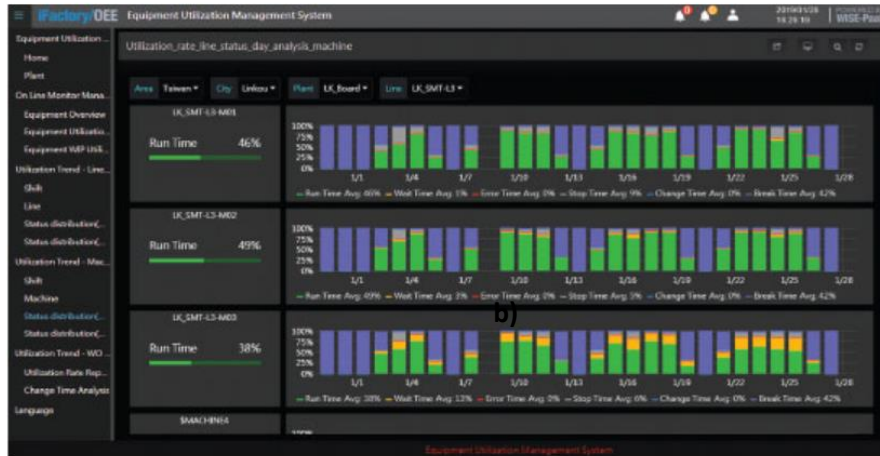 iFactory/OEE Equipment Utilization Management System
2019/01/28
18:26:10
POWERED BY
WISE-PaaS
Equipment Utilization ...
Home
Plant
On Line Monitor Mana...
Equipment Overview
Equipment Utilizatio...
Equipment WIP Utili...
Utilization Trend - Line...
Shift
Line
Status distribution(...
Status distribution(...
Utilization Trend - Mac...
Shift
Machine
Status distribution(...
Status distribution(...
Utilization Trend - WO
Utilization Rate Rep...
Change Time Analysis
Language
Utilization_rate_line_status_day_analysis_machine
Area Taiwan City Linkou Plant LK_Board Line LK_SMT-L3
LK_SMT-L3-M01
Run Time 46%
100%
75%
50%
25%
0%
1/1 1/4 1/7 1/10 1/13 1/16 1/19 1/22 1/25 1/28
Run Time Avg: 46% Wait Time Avg: 1% Error Time Avg: 0% Stop Time Avg: 9% Change Time Avg: 0% Break Time Avg: 42%
LK_SMT-L3-M02
Run Time 49%
100%
75%
50%
25%
0%
1/1 1/4 1/7 1/10 1/13 1/16 1/19 1/22 1/25 1/28
Run Time Avg: 49% Wait Time Avg: 3% Error Time Avg: 0% Stop Time Avg: 5% Change Time Avg: 0% Break Time Avg: 42%
b)
LK_SMT-L3-M03
Run Time 38%
100%
75%
50%
25%
0%
1/1 1/4 1/7 1/10 1/13 1/16 1/19 1/22 1/25 1/28
Run Time Avg: 38% Wait Time Avg: 13% Error Time Avg: 0% Stop Time Avg: 6% Change Time Avg: 0% Break Time Avg: 42%
$MACHINE4
100%
Equipment Utilization Management System